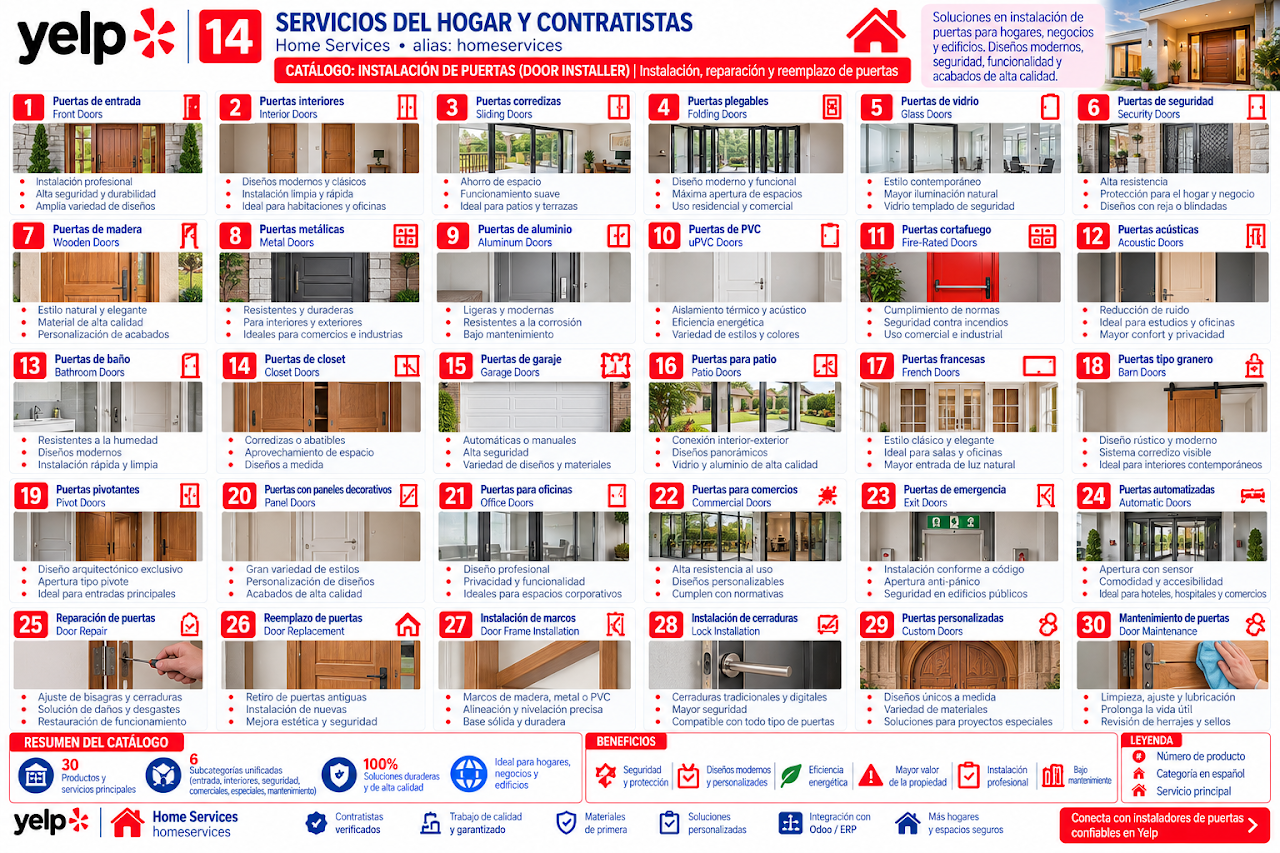 yelp
14
SERVICIOS DEL HOGAR Y CONTRATISTAS
Home Services • alias: homeservices
CATÁLOGO: INSTALACIÓN DE PUERTAS (DOOR INSTALLER) | Instalación, reparación y reemplazo de puertas
Soluciones en instalación de
puertas para hogares, negocios
y edificios. Diseños modernos,
seguridad, funcionalidad y
acabados de alta calidad.
1
Puertas de entrada
Front Doors
• Instalación profesional
• Alta seguridad y durabilidad
• Amplia variedad de diseños
2
Puertas interiores
Interior Doors
• Diseños modernos y clásicos
• Instalación limpia y rápida
• Ideal para habitaciones y oficinas
3
Puertas corredizas
Sliding Doors
• Ahorro de espacio
• Funcionamiento suave
• Ideal para patios y terrazas
4
Puertas plegables
Folding Doors
• Diseño moderno y funcional
• Máxima apertura de espacios
• Uso residencial y comercial
5
Puertas de vidrio
Glass Doors
• Estilo contemporáneo
• Mayor iluminación natural
• Vidrio templado de seguridad
6
Puertas de seguridad
Security Doors
• Alta resistencia
• Protección para el hogar y negocio
• Diseños con reja o blindadas
7
Puertas de madera
Wooden Doors
• Estilo natural y elegante
• Material de alta calidad
• Personalización de acabados
8
Puertas metálicas
Metal Doors
• Resistentes y duraderas
• Para interiores y exteriores
• Ideales para comercios e industrias
9
Puertas de aluminio
Aluminum Doors
• Ligeras y modernas
• Resistentes a la corrosión
• Bajo mantenimiento
10
Puertas de PVC
uPVC Doors
• Aislamiento térmico y acústico
• Eficiencia energética
• Variedad de estilos y colores
11
Puertas cortafuego
Fire-Rated Doors
• Cumplimiento de normas
• Seguridad contra incendios
• Uso comercial e industrial
12
Puertas acústicas
Acoustic Doors
• Reducción de ruido
• Ideal para estudios y oficinas
• Mayor confort y privacidad
13
Puertas de baño
Bathroom Doors
• Resistentes a la humedad
• Diseños modernos
• Instalación rápida y limpia
14
Puertas de closet
Closet Doors
• Corredizas o abatibles
• Aprovechamiento de espacio
• Diseños a medida
15
Puertas de garaje
Garage Doors
• Automáticas o manuales
• Alta seguridad
• Variedad de diseños y materiales
16
Puertas para patio
Patio Doors
• Conexión interior-exterior
• Diseños panorámicos
• Vidrio y aluminio de alta calidad
17
Puertas francesas
French Doors
• Estilo clásico y elegante
• Ideal para salas y oficinas
• Mayor entrada de luz natural
18
Puertas tipo granero
Barn Doors
• Diseño rústico y moderno
• Sistema corredizo visible
• Ideal para interiores contemporáneos
19
Puertas pivotantes
Pivot Doors
• Diseño arquitectónico exclusivo
• Apertura tipo pivote
• Ideal para entradas principales
20
Puertas con paneles decorativos
Panel Doors
• Gran variedad de estilos
• Personalización de diseños
• Acabados de alta calidad
21
Puertas para oficinas
Office Doors
• Diseño profesional
• Privacidad y funcionalidad
• Ideales para espacios corporativos
22
Puertas para comercios
Commercial Doors
• Alta resistencia al uso
• Diseños personalizables
• Cumplen con normativas
23
Puertas de emergencia
Exit Doors
• Instalación conforme a código
• Apertura anti-pánico
• Seguridad en edificios públicos
24
Puertas automatizadas
Automatic Doors
• Apertura con sensor
• Comodidad y accesibilidad
• Ideal para hoteles, hospitales y comercios
25
Reparación de puertas
Door Repair
• Ajuste de bisagras y cerraduras
• Solución de daños y desgastes
• Restauración de funcionamiento
26
Reemplazo de puertas
Door Replacement
• Retiro de puertas antiguas
• Instalación de nuevas
• Mejora estética y seguridad
27
Instalación de marcos
Door Frame Installation
• Marcos de madera, metal o PVC
• Alineación y nivelación precisa
• Base sólida y duradera
28
Instalación de cerraduras
Lock Installation
• Cerraduras tradicionales y digitales
• Mayor seguridad
• Compatible con todo tipo de puertas
29
Puertas personalizadas
Custom Doors
• Diseños únicos a medida
• Variedad de materiales
• Soluciones para proyectos especiales
30
Mantenimiento de puertas
Door Maintenance
• Limpieza, ajuste y lubricación
• Prolonga la vida útil
• Revisión de herrajes y sellos
RESUMEN DEL CATÁLOGO
30
Productos y
servicios principales
6
Subcategorías unificadas
(entrada, interiores, seguridad,
comerciales, especiales, mantenimiento)
100%
Soluciones duraderas
y de alta calidad
Ideal para hogares,
negocios y
edificios
BENEFICIOS
Seguridad
y protección
Diseños modernos
y personalizades
Eficiencia
energética
Mayor valor
de la propiedad
Instalación
profesional
Bajo
mantenimiento
LEYENDA
Número de producto
Categoría en español
Servicio principal
yelp
Home Services
homeservices
Contratistas
verificados
Trabajo de calidad
y garantizado
Materiales
de primera
Soluciones
personalizadas
Integración con
Odoo / ERP
Más hogares
y espacios seguros
Conecta con instaladores de puertas
confiables en Yelp